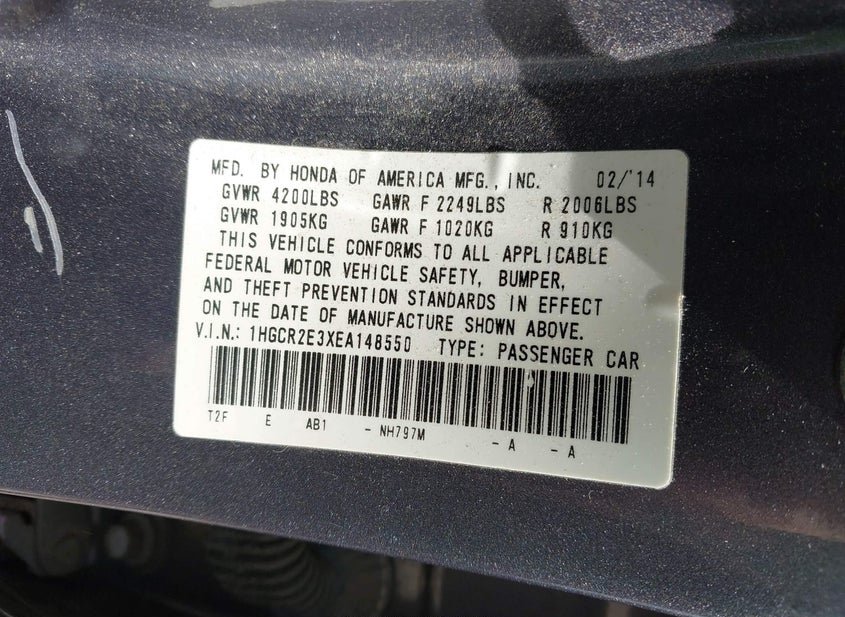 MFD. BY HONDA OF AMERICA MFG., INC. 02/'14
GVWR 4200LBS GAWR F 2249LBS R 2006LBS
GVWR 1905KG GAWR F 1020KG R 910KG
THIS VEHICLE CONFORMS TO ALL APPLICABLE
FEDERAL MOTOR VEHICLE SAFETY, BUMPER,
AND THEFT PREVENTION STANDARDS IN EFFECT
ON THE DATE OF MANUFACTURE SHOWN ABOVE.
V.I.N.: 1HGCR2E3XEA148550 TYPE: PASSENGER CAR
T2F E AB1 - NH797M - A - A